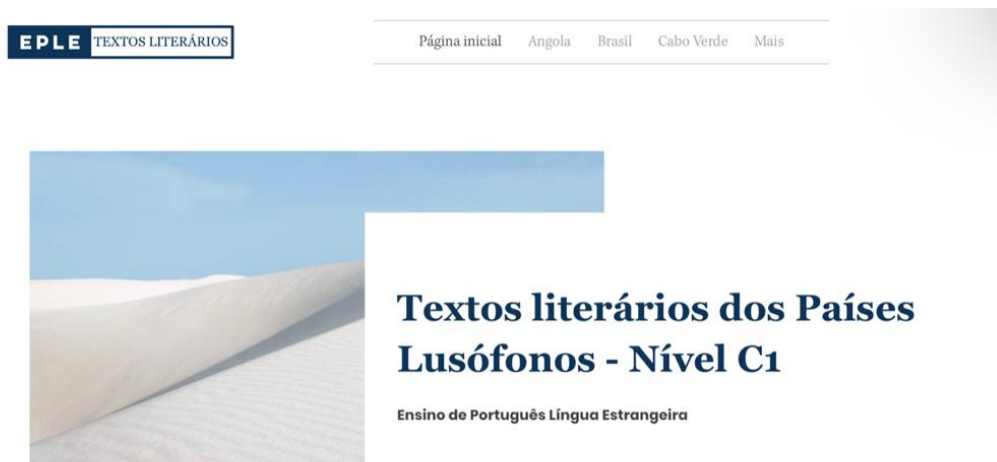 EPLE TEXTOS LITERÁRIOS
Página inicial Angola Brasil Cabo Verde Mais
Textos literários dos Países
Lusófonos - Nível C1
Ensino de Português Língua Estrangeira